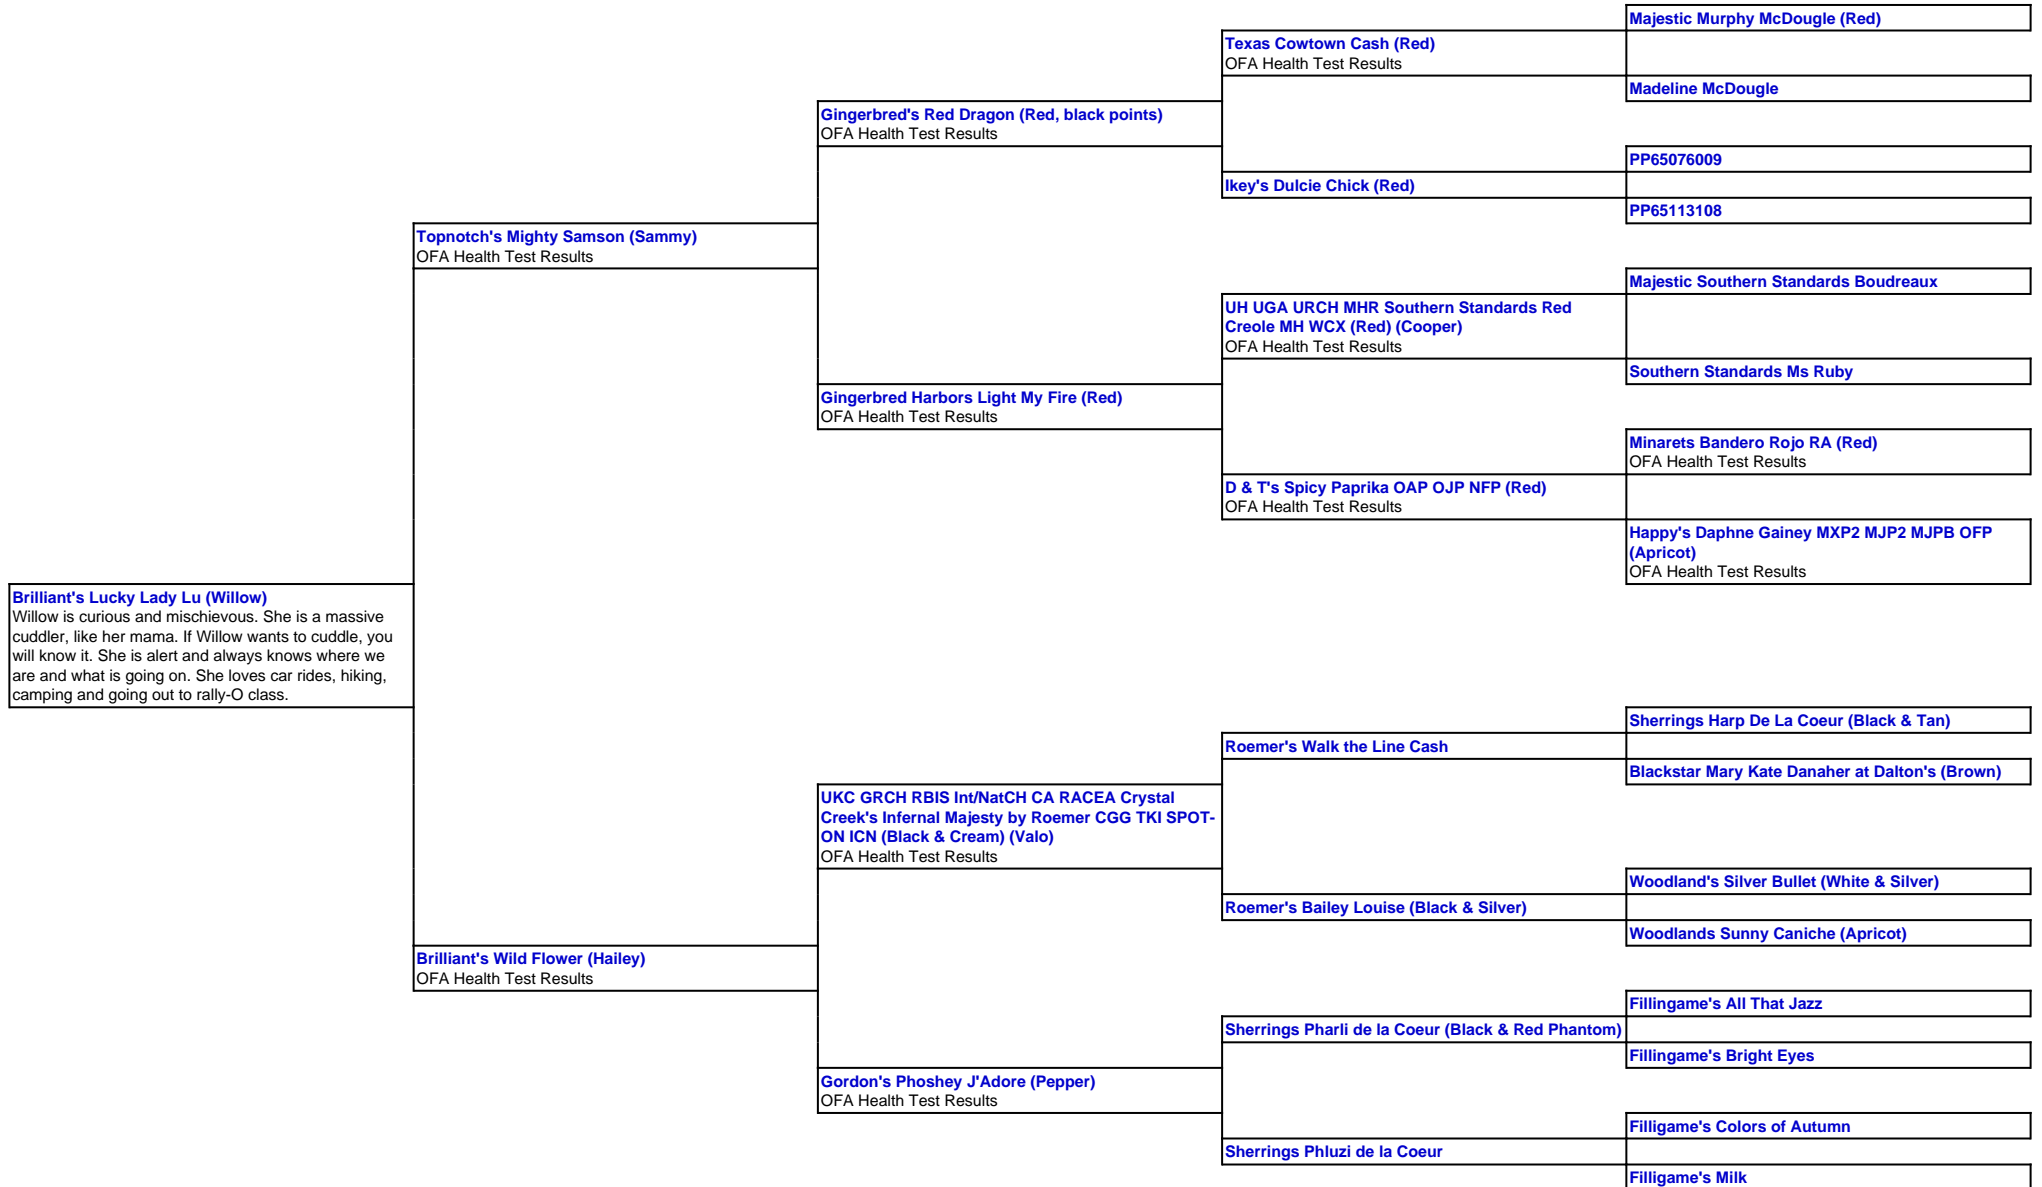 Majestic Murphy McDougle (Red)
Texas Cowtown Cash (Red)
OFA Health Test Results
Madeline McDougle
Gingerbred's Red Dragon (Red, black points)
OFA Health Test Results
PP65076009
Ikey's Dulcie Chick (Red)
PP65113108
Topnotch's Mighty Samson (Sammy)
OFA Health Test Results
Majestic Southern Standards Boudreaux
UH UGA URCH MHR Southern Standards Red
Creole MH WCX (Red) (Cooper)
OFA Health Test Results
Southern Standards Ms Ruby
Gingerbred Harbors Light My Fire (Red)
OFA Health Test Results
Minarets Bandero Rojo RA (Red)
OFA Health Test Results
D & T's Spicy Paprika OAP OJP NFP (Red)
OFA Health Test Results
Happy's Daphne Gainey MXP2 MJP2 MJPB OFP
(Apricot)
OFA Health Test Results
Brilliant's Lucky Lady Lu (Willow)
Willow is curious and mischievous. She is a massive
cuddler, like her mama. If Willow wants to cuddle, you
will know it. She is alert and always knows where we
are and what is going on. She loves car rides, hiking,
camping and going out to rally-O class.
Sherrings Harp De La Coeur (Black & Tan)
Roemer's Walk the Line Cash
Blackstar Mary Kate Danaher at Dalton's (Brown)
UKC GRCH RBIS Int/NatCH CA RACEA Crystal
Creek's Infernal Majesty by Roemer CGG TKI SPOT-
ON ICN (Black & Cream) (Valo)
OFA Health Test Results
Woodland's Silver Bullet (White & Silver)
Roemer's Bailey Louise (Black & Silver)
Woodlands Sunny Caniche (Apricot)
Brilliant's Wild Flower (Hailey)
OFA Health Test Results
Fillingame's All That Jazz
Sherrings Pharli de la Coeur (Black & Red Phantom)
Fillingame's Bright Eyes
Gordon's Phoshey J'Adore (Pepper)
OFA Health Test Results
Filligame's Colors of Autumn
Sherrings Phluzi de la Coeur
Filligame's Milk